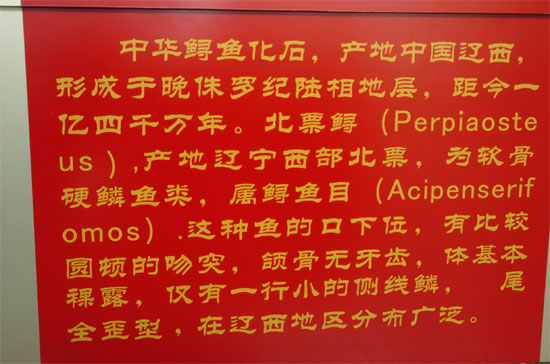 中华鲟鱼化石，产地中国辽西，
形成于晚侏罗纪陆相地层，距今一
亿四千万年。北票鲟（Perpiaoste
us）,产地辽宁西部北票，为软骨
硬鳞鱼类，属鲟鱼目（Acipenserif
omos）.这种鱼的口下位，有比较
圆顿的吻突，颌骨无牙齿，体基本
裸露，仅有一行小的侧线鳞，尾
全歪型，在辽西地区分布广泛。